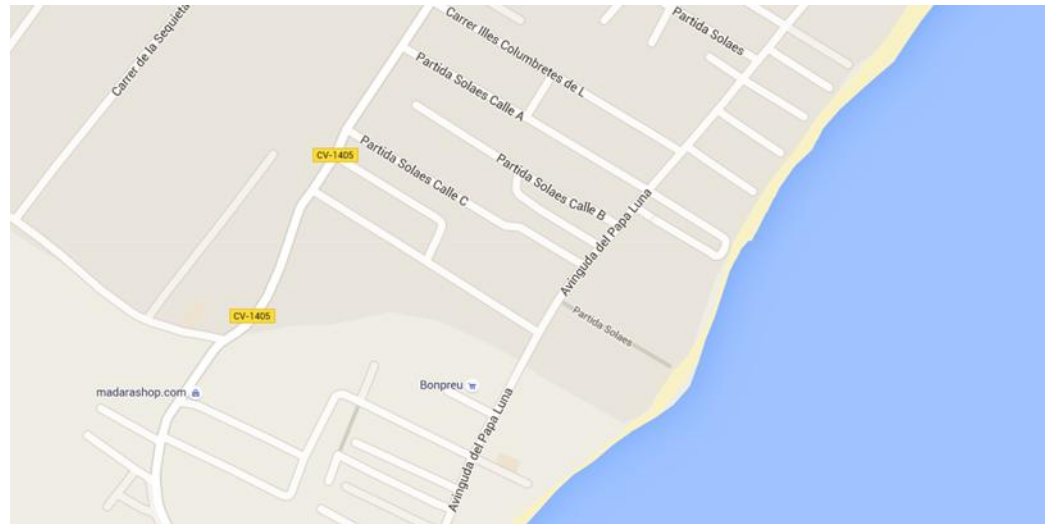 Carrer de la Sequieta
Carrer Illes Columbretes de L
Partida Solaes
Partida Solaes Calle A
CV-1405
Partida Solaes Calle C
Partida Solaes Calle B
Avinguda del Papa Luna
CV-1405
Partida Solaes
madarashop.com
Bonpreu
Avinguda del Papa Luna